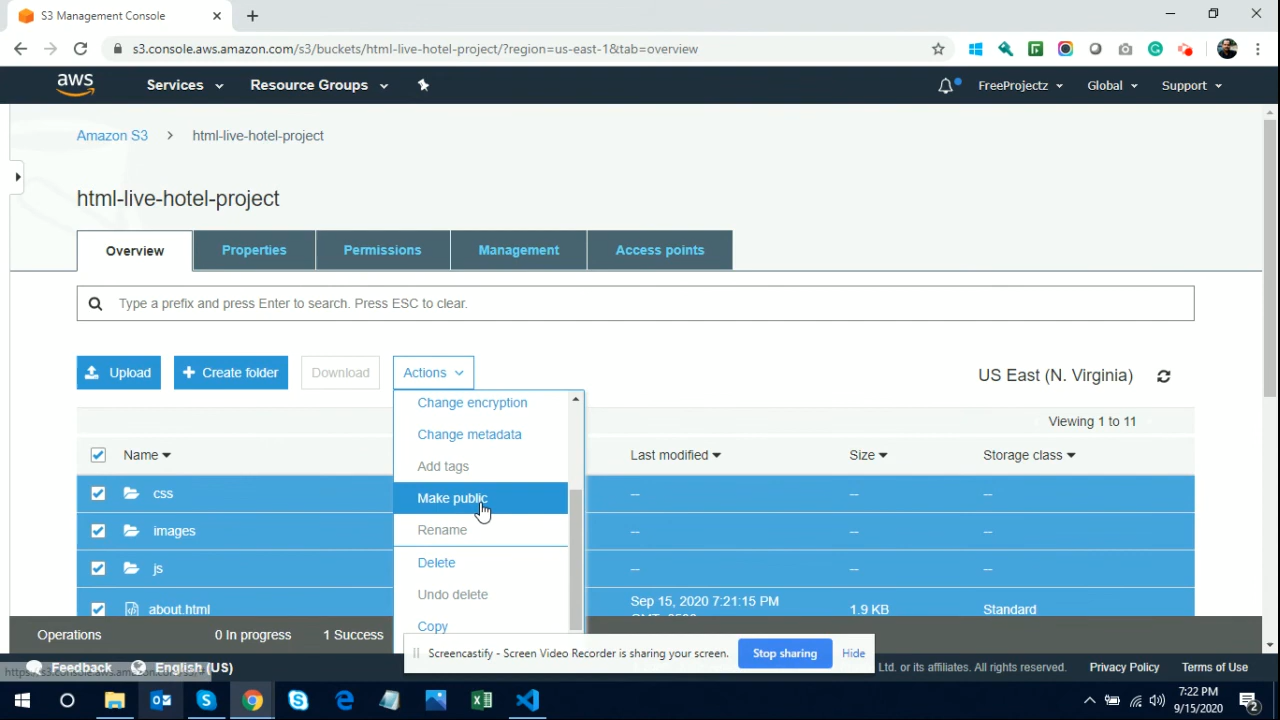 S3 Management Console
s3.console.aws.amazon.com/s3/buckets/html-live-hotel-project/?region=us-east-1&tab=overview
aws Services Resource Groups FreeProjectz Global Support
Amazon S3 html-live-hotel-project
html-live-hotel-project
Overview Properties Permissions Management Access points
Type a prefix and press Enter to search. Press ESC to clear.
Upload Create folder Download Actions US East (N. Virginia)
Change encryption
Viewing 1 to 11
Change metadata
Name Last modified Size Storage class
Add tags
css Make public -- -- --
images Rename -- -- --
Delete
js -- -- --
Undo delete
about.html Sep 15, 2020 7:21:15 PM 1.9 KB Standard
Copy
Operations 0 In progress 1 Success
Screencastify - Screen Video Recorder is sharing your screen. Stop sharing Hide
Feedback English (US) Ltd. or its affiliates. All rights reserved. Privacy Policy Terms of Use
7:22 PM
9/15/2020
2